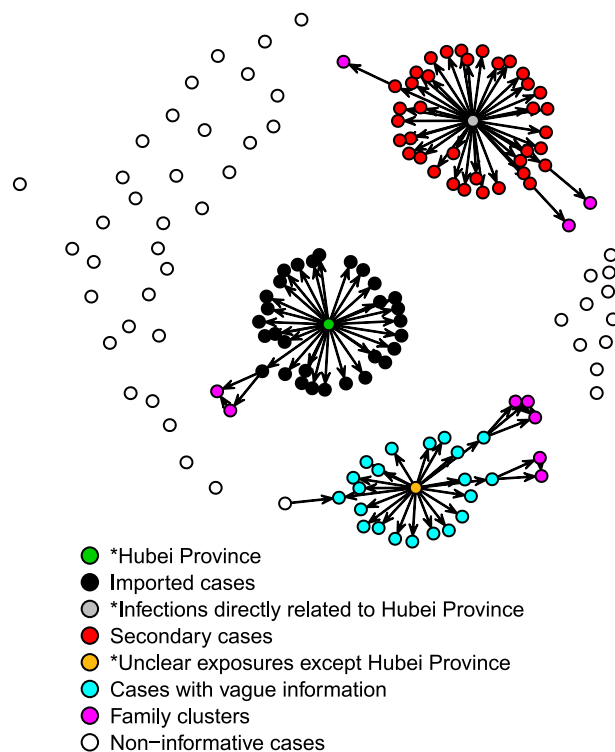 *Hubei Province
Imported cases
*Infections directly related to Hubei Province
Secondary cases
*Unclear exposures except Hubei Province
Cases with vague information
Family clusters
Non−informative cases